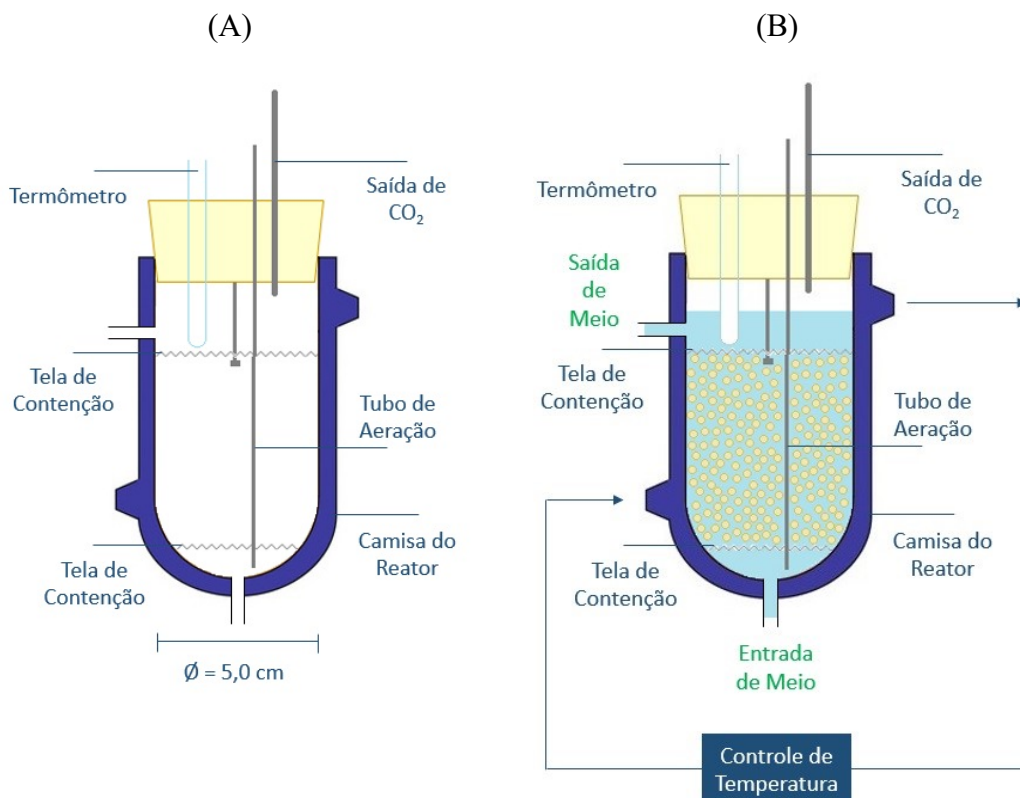 (A)
Termômetro
Saída de
CO₂
Tela de
Contenção
Tubo de
Aeração
Tela de
Contenção
Camisa do
Reator
Ø = 5,0 cm
(B)
Termômetro
Saída de
CO₂
Saída
de
Meio
Tela de
Contenção
Tubo de
Aeração
Tela de
Contenção
Camisa do
Reator
Entrada
de Meio
Controle de
Temperatura